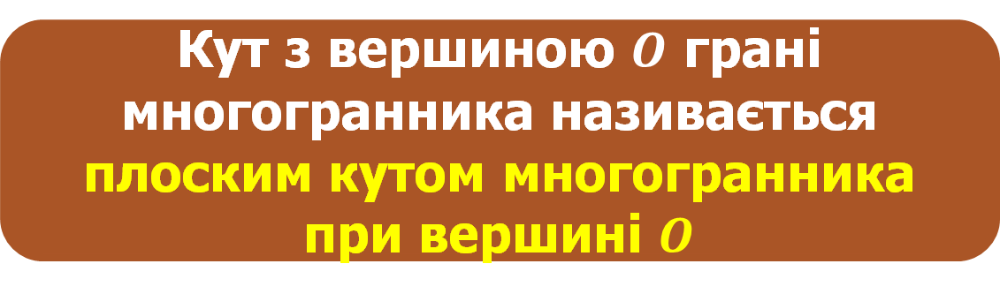 Кут з вершиною O грані
многогранника називається
плоским кутом многогранника
при вершині O